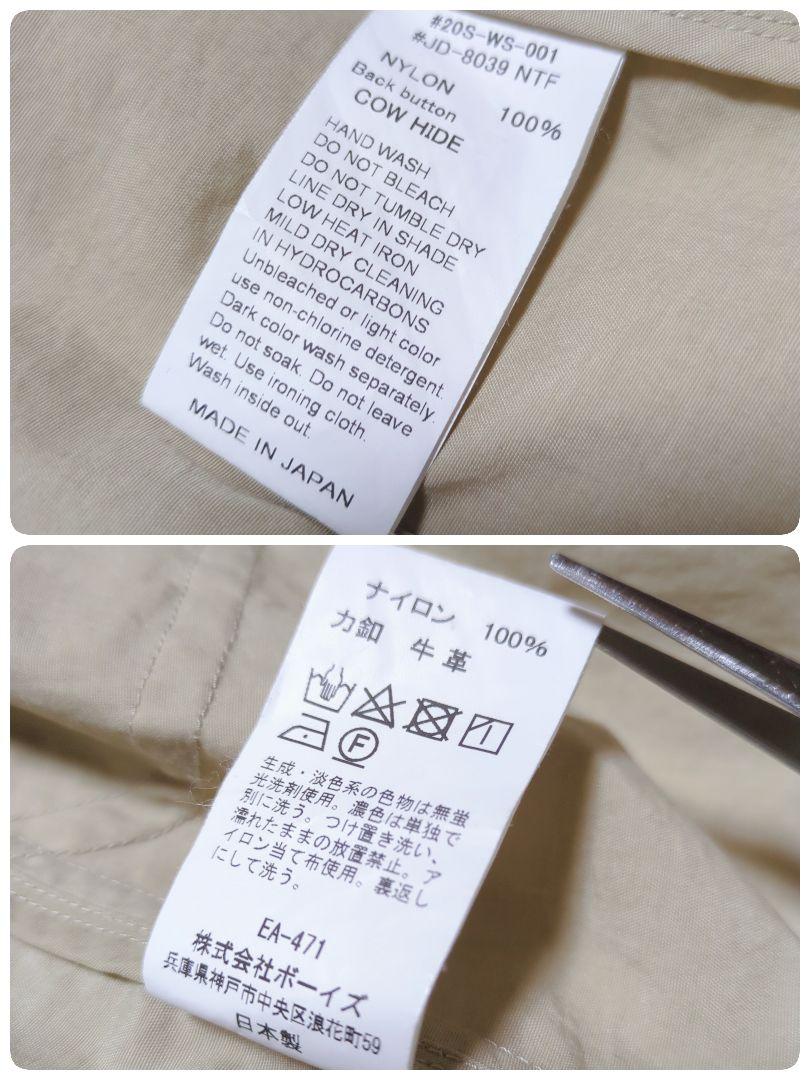 #20S-WS-001
#JD-8039 NTF
NYLON 100%
Back button
COW HIDE
HAND WASH
DO NOT BLEACH
DO NOT TUMBLE DRY
LINE DRY IN SHADE
LOW HEAT IRON
MILD DRY CLEANING
IN HYDROCARBONS
Unbleached or light color
use non-chlorine detergent.
Dark color wash separately.
Do not soak. Do not leave
wet. Use ironing cloth.
Wash inside out.
MADE IN JAPAN
ナイロン 100%
力釦 牛革
F
生成・淡色系の色物は無蛍
光洗剤使用。濃色は単独で
別に洗う。つけ置き洗い、
濡れたままの放置禁止。ア
イロン当て布使用。裏返し
にして洗う。
EA-471
株式会社ボーイズ
兵庫県神戸市中央区浪花町59
日本製